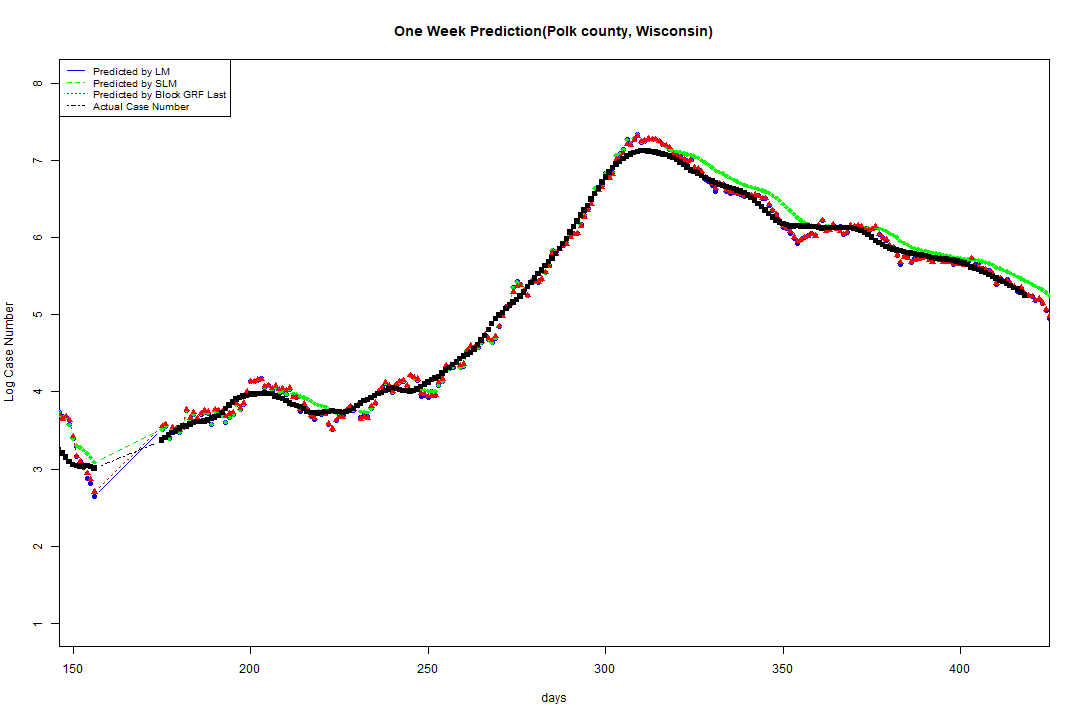 One Week Prediction(Polk county, Wisconsin)
Predicted by LM
Predicted by SLM
Predicted by Block GRF Last
Actual Case Number
Log Case Number
8
7
6
5
4
3
2
1
150 200 250 300 350 400
days